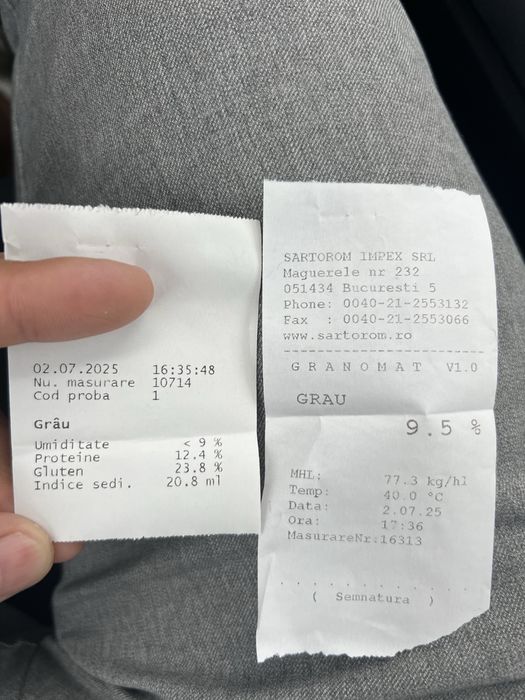 02.07.2025 16:35:48
Nu. masurare 10714
Cod proba 1
Grâu
Umiditate < 9 %
Proteine 12.4 %
Gluten 23.8 %
Indice sedi. 20.8 ml
SARTOROM IMPEX SRL
Maguerele nr 232
051434 Bucuresti 5
Phone: 0040-21-2553132
Fax : 0040-21-2553066
www.sartorom.ro
--------------------------
G R A N O M A T V1.0
GRAU
9.5 %
MHL: 77.3 kg/hl
Temp: 40.0 °C
Data: 2.07.25
Ora: 17:36
MasurareNr:16313
. . . . . . . . . . . .
( Semnatura )